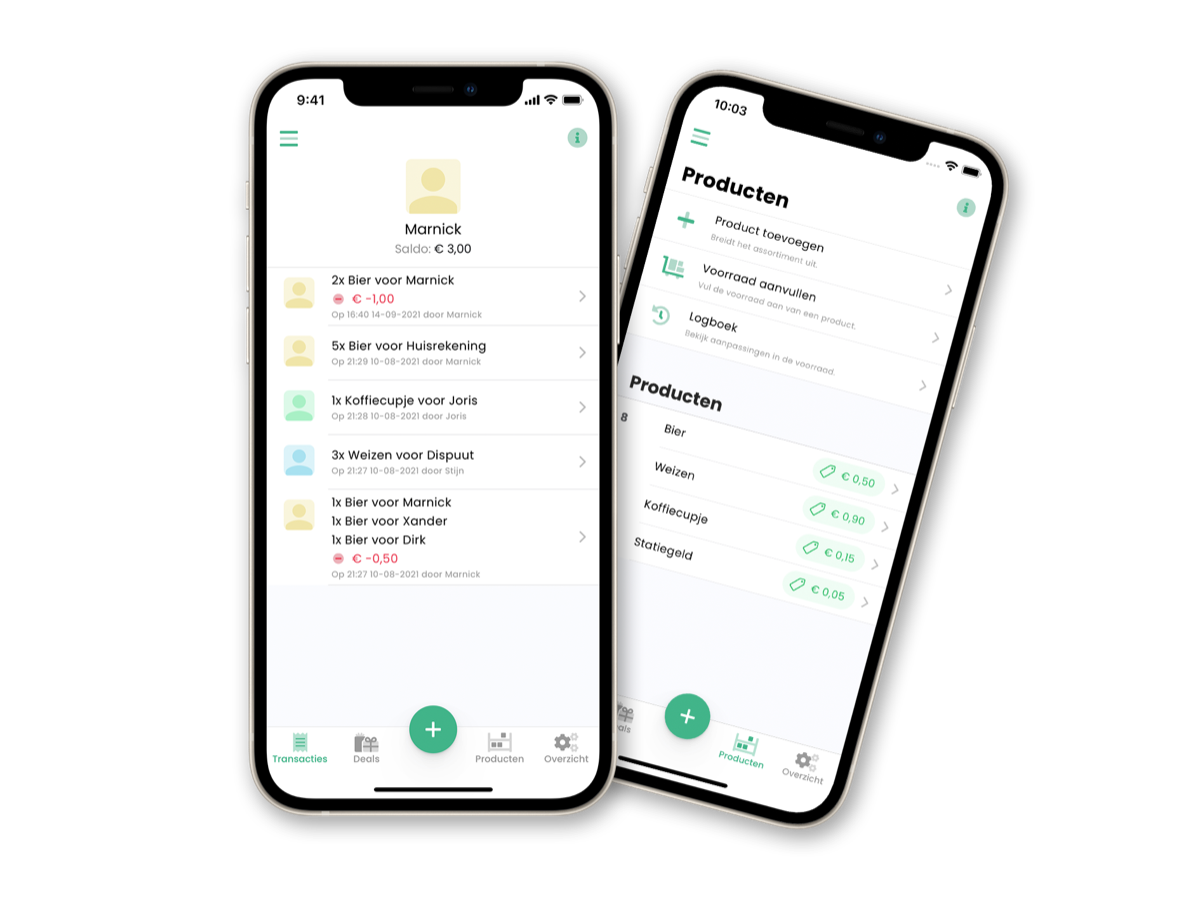 9:41
Marnick
Saldo: € 3,00
2x Bier voor Marnick
€ -1,00
Op 16:40 14-09-2021 door Marnick
5x Bier voor Huisrekening
Op 21:29 10-08-2021 door Marnick
1x Koffiecupje voor Joris
Op 21:28 10-08-2021 door Joris
3x Weizen voor Dispuut
Op 21:27 10-08-2021 door Stijn
1x Bier voor Marnick
1x Bier voor Xander
1x Bier voor Dirk
€ -0,50
Op 21:27 10-08-2021 door Marnick
Transacties
Deals
+
Producten
Overzicht
10:03
Producten
Product toevoegen
Breidt het assortiment uit.
Voorraad aanvullen
Vul de voorraad aan van een product.
Logboek
Bekijk aanpassingen in de voorraad.
Producten
8 Bier € 0,50
Weizen € 0,90
Koffiecupje € 0,15
Statiegeld € 0,05
als
+
Producten
Overzicht